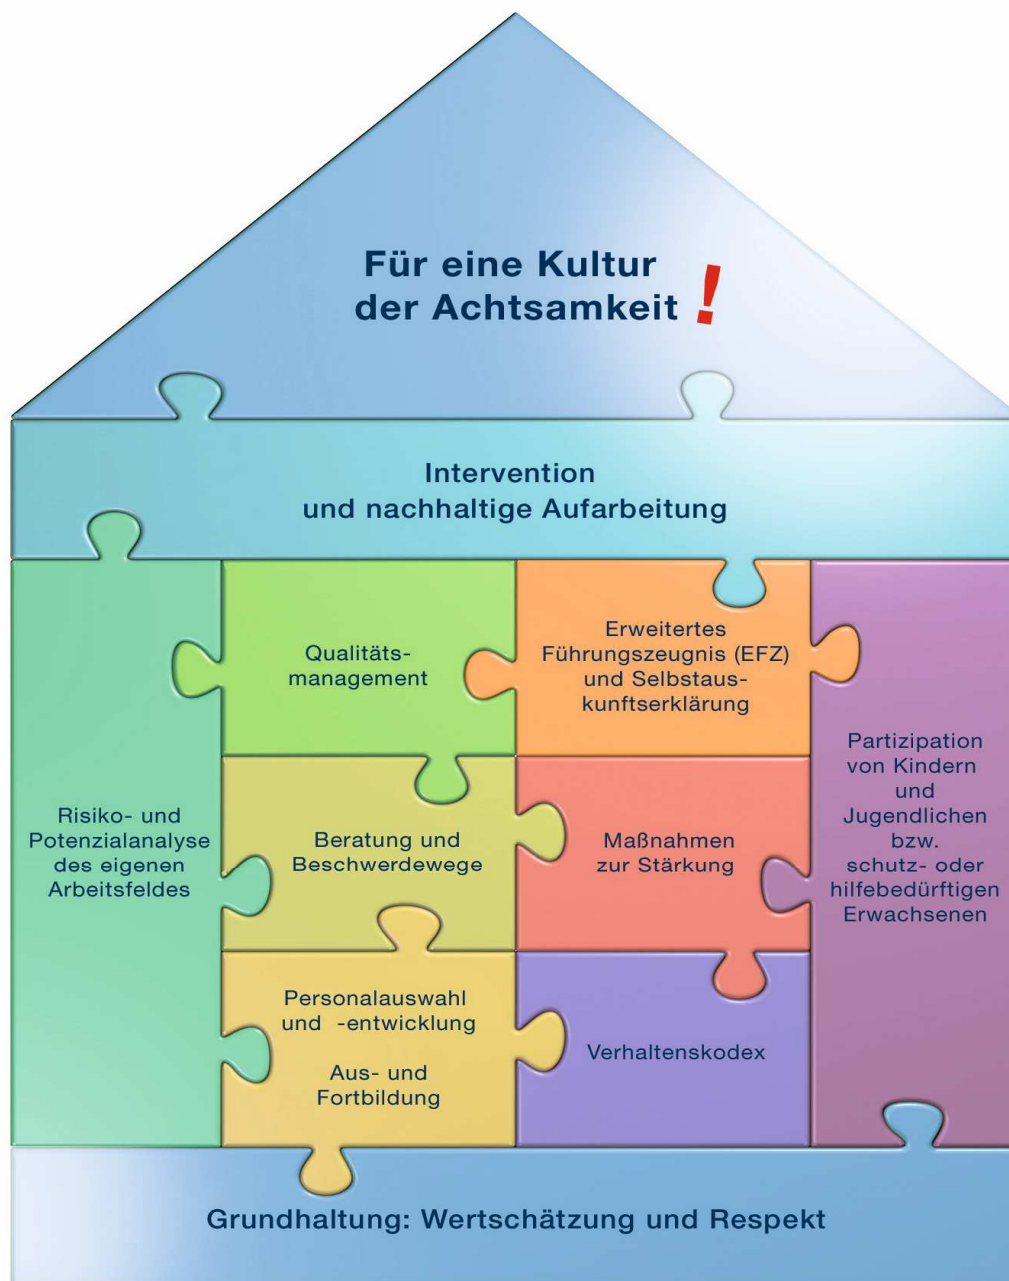 Für eine Kultur
der Achtsamkeit !
Intervention
und nachhaltige Aufarbeitung
Risiko- und
Potenzialanalyse
des eigenen
Arbeitsfeldes
Qualitäts-
management
Erweitertes
Führungszeugnis (EFZ)
und Selbstaus-
kunftserklärung
Beratung und
Beschwerdewege
Maßnahmen
zur Stärkung
Personalauswahl
und -entwicklung
Aus- und
Fortbildung
Verhaltenskodex
Partizipation
von Kindern
und
Jugendlichen
bzw.
schutz- oder
hilfebedürftigen
Erwachsenen
Grundhaltung: Wertschätzung und Respekt